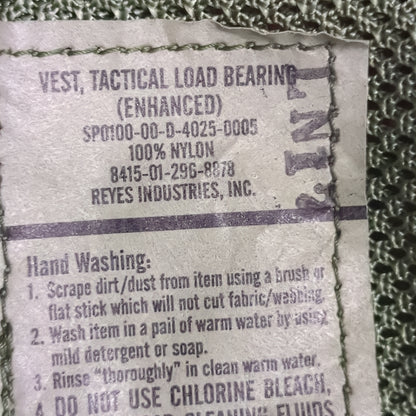 VEST, TACTICAL LOAD BEARING
(ENHANCED)
SP0100-00-D-4025-0005
100% NYLON
8415-01-296-8878
REYES INDUSTRIES, INC.
Hand Washing:
1. Scrape dirt/dust from item using a brush or
flat stick which will not cut fabric/webbing.
2. Wash item in a pail of warm water by using
mild detergent or soap.
3. Rinse "thoroughly" in clean warm water.
4. DO NOT USE CHLORINE BLEACH,
CLEANING FLUIDS